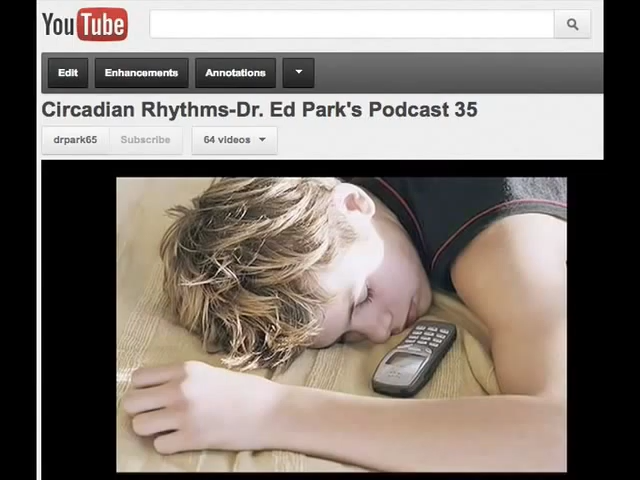 YouTube
Edit
Enhancements
Annotations
Circadian Rhythms-Dr. Ed Park's Podcast 35
drpark65
Subscribe
64 videos